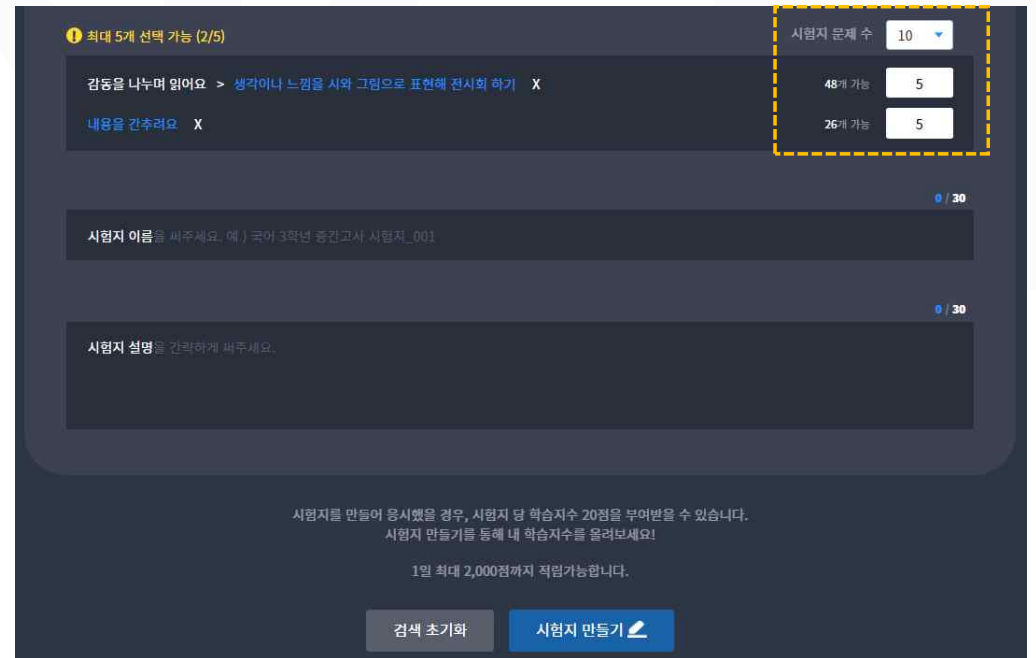 ! 최대 5개 선택 가능 (2/5) 시험지 문제 수 10
감동을 나누며 읽어요 > 생각이나 느낌을 시와 그림으로 표현해 전시회 하기 X 48개 가능 5
내용을 간추려요 X 26개 가능 5
0 / 30
시험지 이름을 써주세요. 예 ) 국어 3학년 중간고사 시험지_001
0 / 30
시험지 설명을 간략하게 써주세요.
시험지를 만들어 응시했을 경우, 시험지 당 학습지수 20점을 부여받을 수 있습니다.
시험지 만들기를 통해 내 학습지수를 올려보세요!
1일 최대 2,000점까지 적립가능합니다.
검색 초기화 시험지 만들기